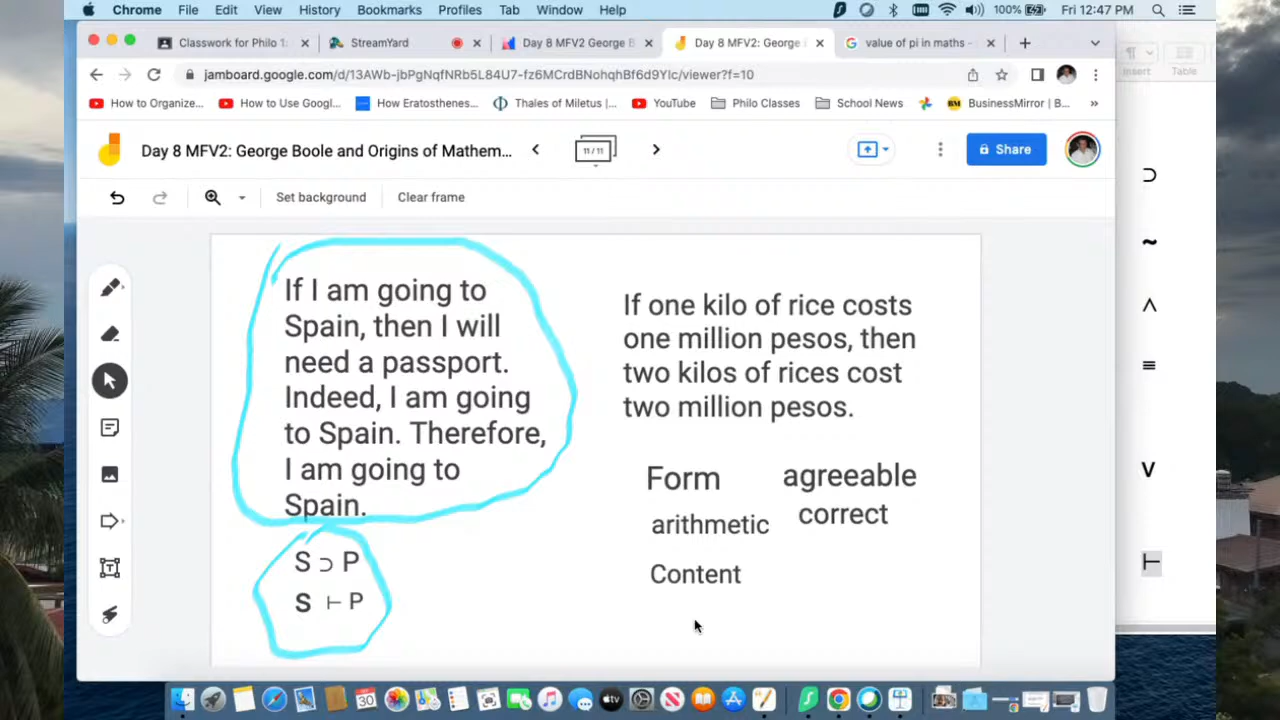 Chrome File Edit View History Bookmarks Profiles Tab Window Help 100% Fri 12:47 PM
Classwork for Philo 1: StreamYard Day 8 MFV2 George B Day 8 MFV2: George value of pi in maths -
jamboard.google.com/d/13AWb-jbPgNqfNRb5L84U7-fz6MCrdBNohqhBf6d9YIc/viewer?f=10
How to Organize... How to Use Googl... How Eratosthenes... Thales of Miletus |... YouTube Philo Classes School News BusinessMirror | B... »
Insert Table
Day 8 MFV2: George Boole and Origins of Mathem... 11 / 11 Share
Set background Clear frame
If I am going to
Spain, then I will
need a passport.
Indeed, I am going
to Spain. Therefore,
I am going to
Spain.
S ⊃ P
S ⊢ P
If one kilo of rice costs
one million pesos, then
two kilos of rices cost
two million pesos.
Form agreeable
arithmetic correct
Content
⊃
~
^
≡
v
⊢
30
tv